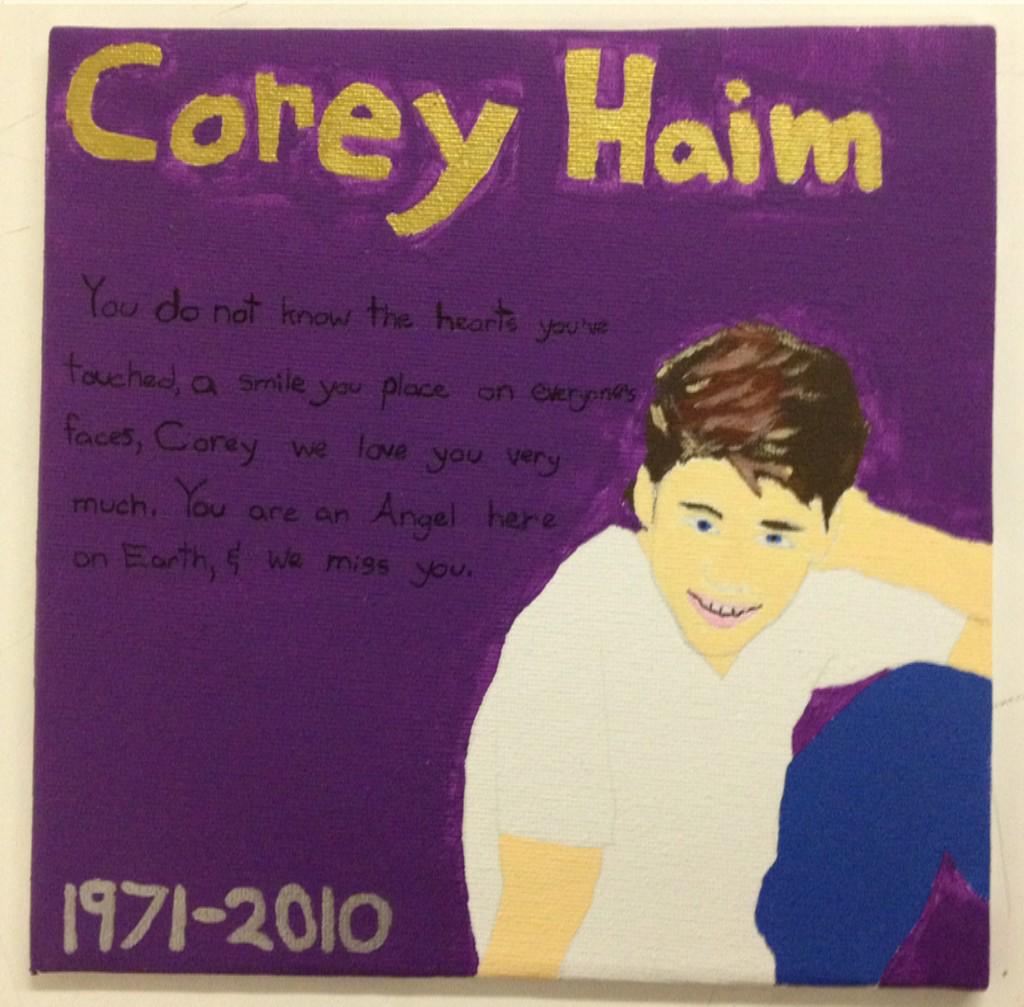 Corey Haim
You do not know the hearts you've
touched, a smile you place on everyone's
faces, Corey we love you very
much. You are an Angel here
on Earth, & we miss you.
1971-2010